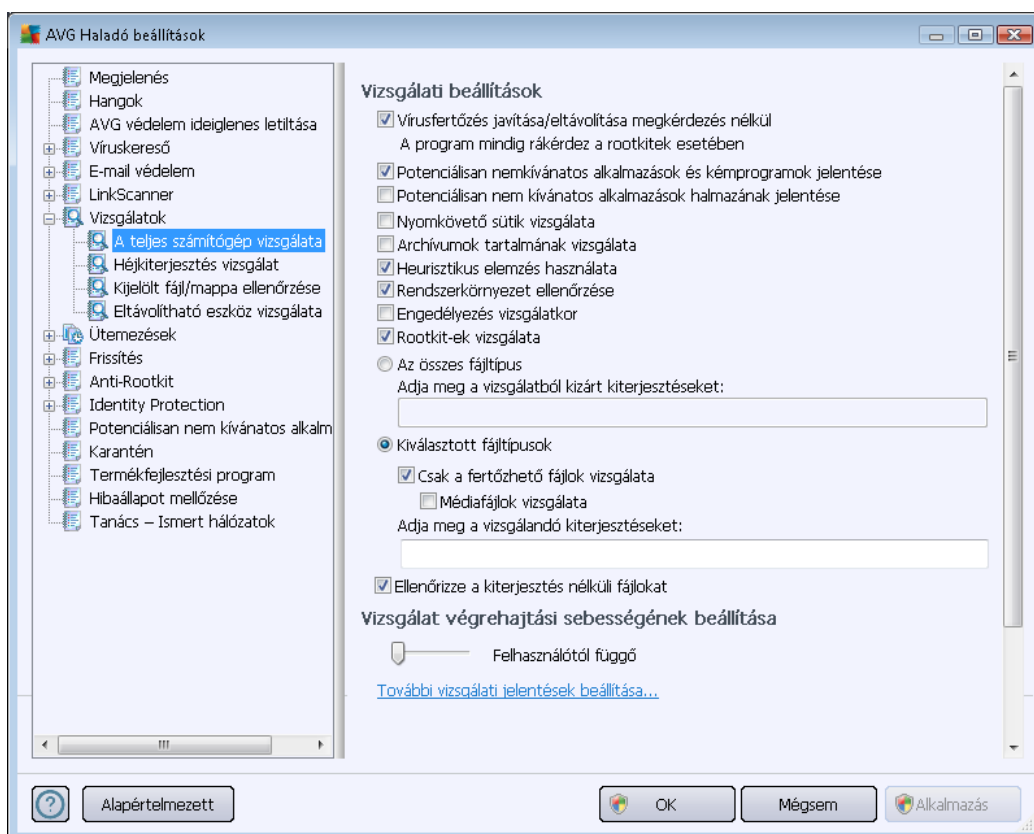 AVG Haladó beállítások
Megjelenés
Hangok
AVG védelem ideiglenes letiltása
Víruskereső
E-mail védelem
LinkScanner
Vizsgálatok
A teljes számítógép vizsgálata
Héjkiterjesztés vizsgálat
Kijelölt fájl/mappa ellenőrzése
Eltávolítható eszköz vizsgálata
Ütemezések
Frissítés
Anti-Rootkit
Identity Protection
Potenciálisan nem kívánatos alkalm
Karantén
Termékfejlesztési program
Hibaállapot mellőzése
Tanács – Ismert hálózatok
Vizsgálati beállítások
Vírusfertőzés javítása/eltávolítása megkérdezés nélkül
A program mindig rákérdez a rootkitek esetében
Potenciálisan nemkívánatos alkalmazások és kémprogramok jelentése
Potenciálisan nem kívánatos alkalmazások halmazának jelentése
Nyomkövető sütik vizsgálata
Archívumok tartalmának vizsgálata
Heurisztikus elemzés használata
Rendszerkörnyezet ellenőrzése
Engedélyezés vizsgálatkor
Rootkit-ek vizsgálata
Az összes fájltípus
Adja meg a vizsgálatból kizárt kiterjesztéseket:
Kiválasztott fájltípusok
Csak a fertőzhető fájlok vizsgálata
Médiafájlok vizsgálata
Adja meg a vizsgálandó kiterjesztéseket:
Ellenőrizze a kiterjesztés nélküli fájlokat
Vizsgálat végrehajtási sebességének beállítása
Felhasználótól függő
További vizsgálati jelentések beállítása...
Alapértelmezett
OK
Mégsem
Alkalmazás